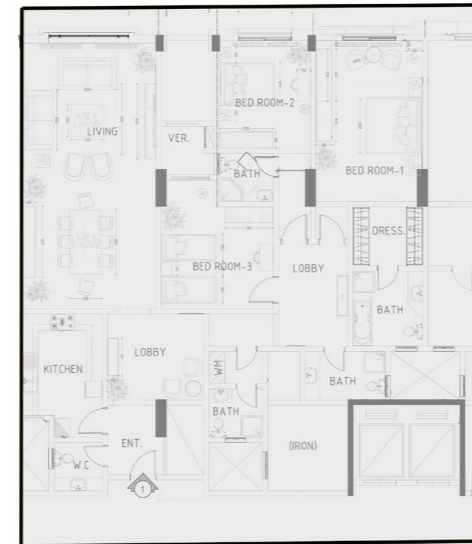 BED ROOM-2
LIVING
VER.
BATH
BED ROOM-1
DRESS.
BED ROOM-3
LOBBY
BATH
LOBBY
KITCHEN
WM
BATH
BATH
ENT.
(IRON)
W.C
1